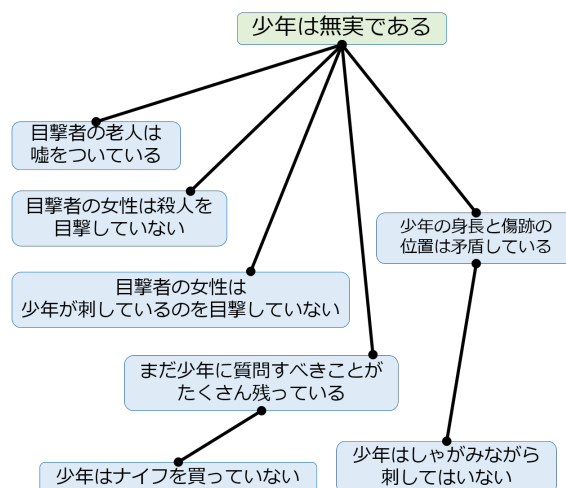 少年は無実である
目撃者の老人は
嘘をついている
目撃者の女性は殺人を
目撃していない
少年の身長と傷跡の
位置は矛盾している
目撃者の女性は
少年が刺しているのを目撃していない
まだ少年に質問すべきことが
たくさん残っている
少年はしゃがみながら
刺してはいない
少年はナイフを買っていない